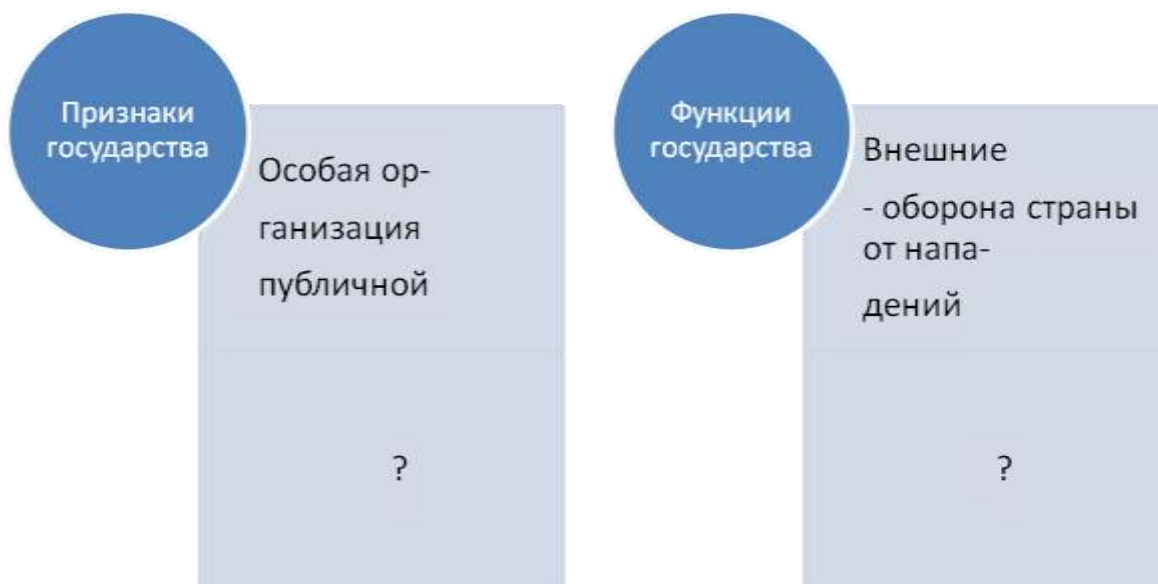 Признаки
государства
Особая ор-
ганизация
публичной
?
Функции
государства
Внешние
- оборона страны
от напа-
дений
?